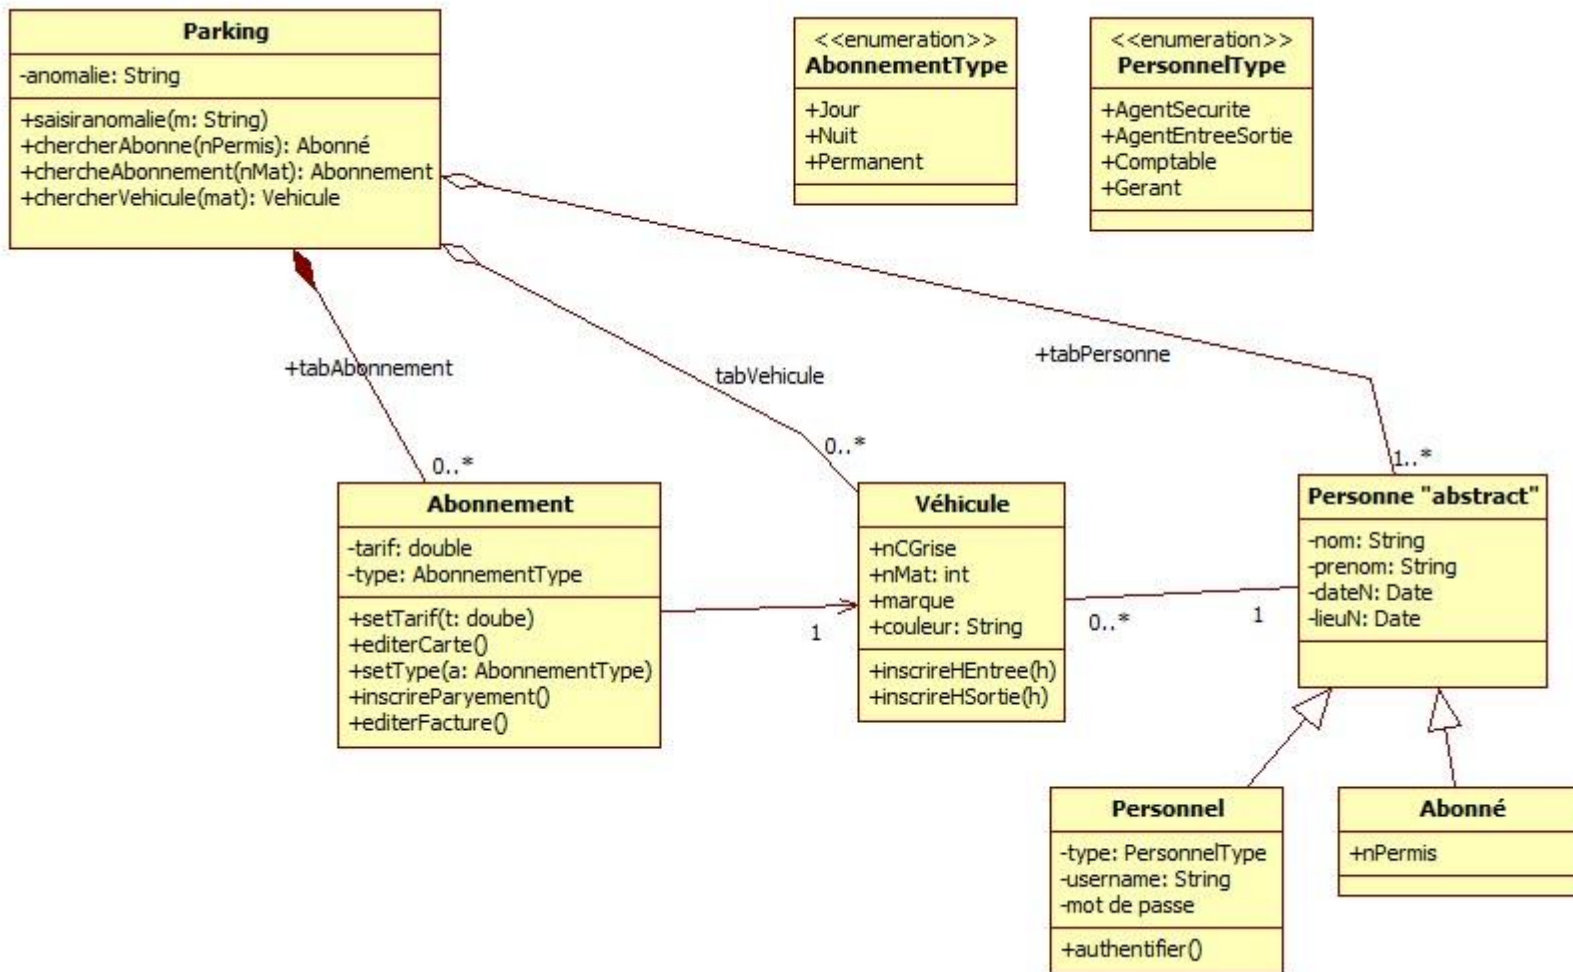 Parking
-anomalie: String
+saisiranomalie(m: String)
+chercherAbonne(nPermis): Abonné
+chercheAbonnement(nMat): Abonnement
+chercherVehicule(mat): Vehicule
<<enumeration>>
AbonnementType
+Jour
+Nuit
+Permanent
<<enumeration>>
PersonnelType
+AgentSecurite
+AgentEntreeSortie
+Comptable
+Gerant
+tabAbonnement
tabVehicule
+tabPersonne
0..*
0..*
1..*
Abonnement
-tarif: double
-type: AbonnementType
+setTarif(t: doube)
+editerCarte()
+setType(a: AbonnementType)
+inscrireParyement()
+editerFacture()
1
Véhicule
+nCGrise
+nMat: int
+marque
+couleur: String
+inscrireHEntree(h)
+inscrireHSortie(h)
0..*
1
Personne "abstract"
-nom: String
-prenom: String
-dateN: Date
-lieuN: Date
Personnel
-type: PersonnelType
-username: String
-mot de passe
+authentifier()
Abonné
+nPermis